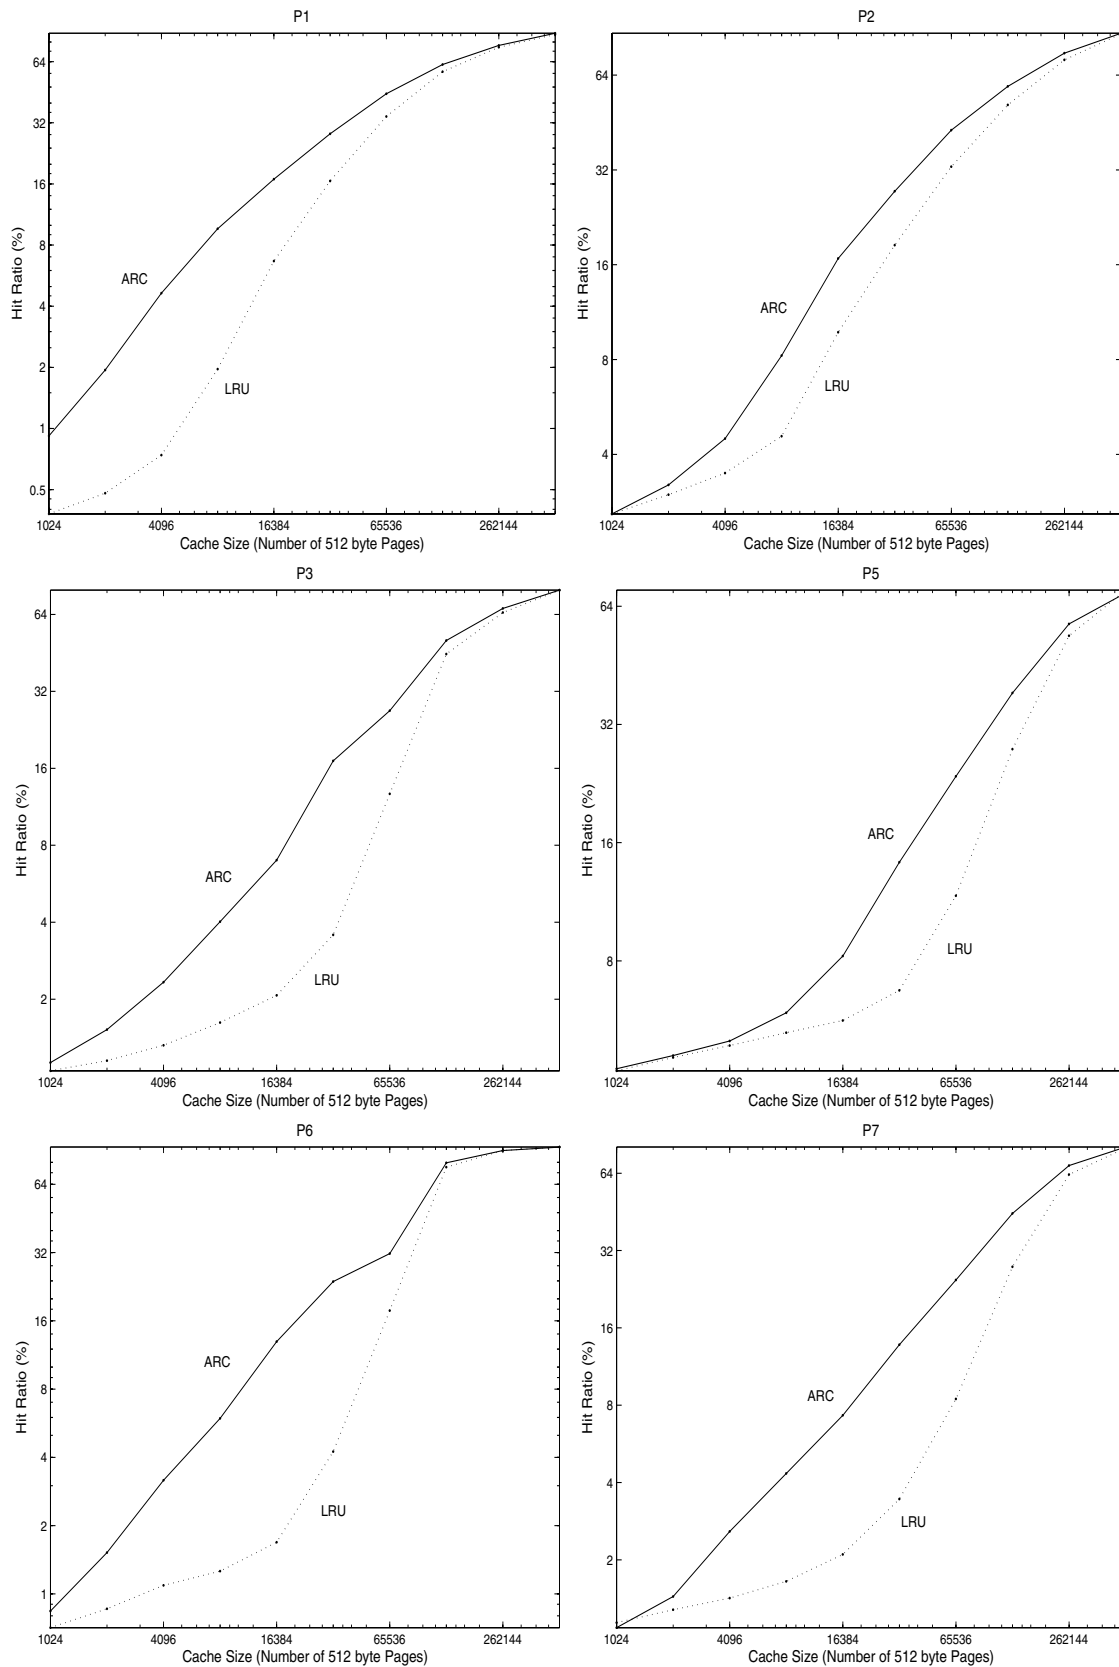 P1
64
32
16
8
4
2
1
0.5
Hit Ratio (%)
ARC
LRU
1024 4096 16384 65536 262144
Cache Size (Number of 512 byte Pages)
P2
64
32
16
8
4
Hit Ratio (%)
ARC
LRU
1024 4096 16384 65536 262144
Cache Size (Number of 512 byte Pages)
P3
64
32
16
8
4
2
Hit Ratio (%)
ARC
LRU
1024 4096 16384 65536 262144
Cache Size (Number of 512 byte Pages)
P5
64
32
16
8
Hit Ratio (%)
ARC
LRU
1024 4096 16384 65536 262144
Cache Size (Number of 512 byte Pages)
P6
64
32
16
8
4
2
1
Hit Ratio (%)
ARC
LRU
1024 4096 16384 65536 262144
Cache Size (Number of 512 byte Pages)
P7
64
32
16
8
4
2
Hit Ratio (%)
ARC
LRU
1024 4096 16384 65536 262144
Cache Size (Number of 512 byte Pages)